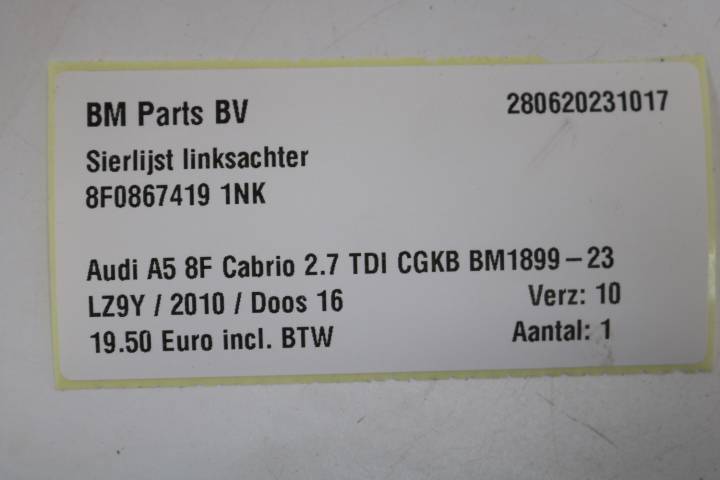 BM Parts BV 280620231017
Sierlijst linksachter
8F0867419 1NK
Audi A5 8F Cabrio 2.7 TDI CGKB BM1899-23
LZ9Y / 2010 / Doos 16 Verz: 10
19.50 Euro incl. BTW Aantal: 1